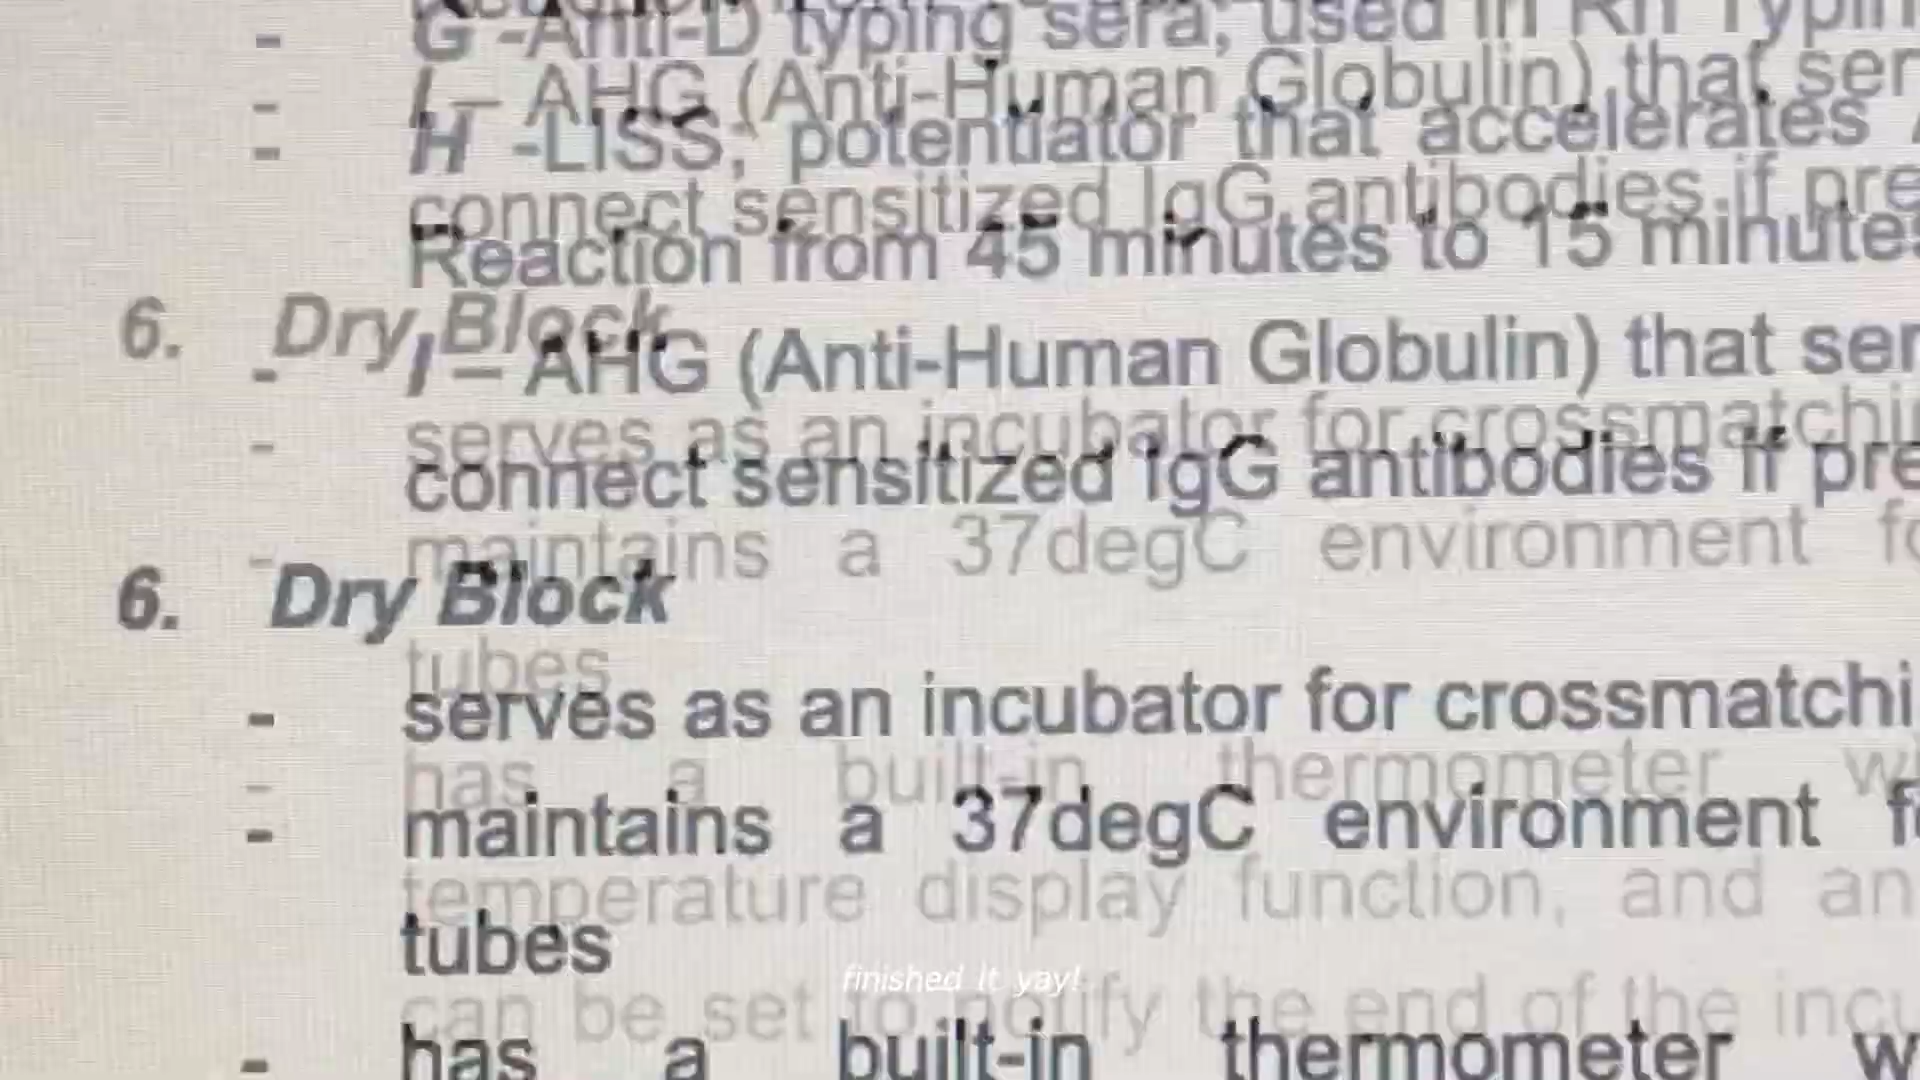 - G -Anti-D typing sera, used in Rh Typin
- I – AHG (Anti-Human Globulin) that ser
- H -LISS, potentiator that accelerates
connect sensitized IgG antibodies if pre
Reaction from 45 minutes to 15 minutes
6. Dry Block
- I – AHG (Anti-Human Globulin) that ser
- serves as an incubator for crossmatchi
connect sensitized IgG antibodies if pre
- maintains a 37degC environment fo
6. Dry Block
tubes
- serves as an incubator for crossmatchi
- has a built-in thermometer wi
- maintains a 37degC environment fo
temperature display function, and an
tubes
finished it yay!
can be set to notify the end of the incu
- has a built-in thermometer w